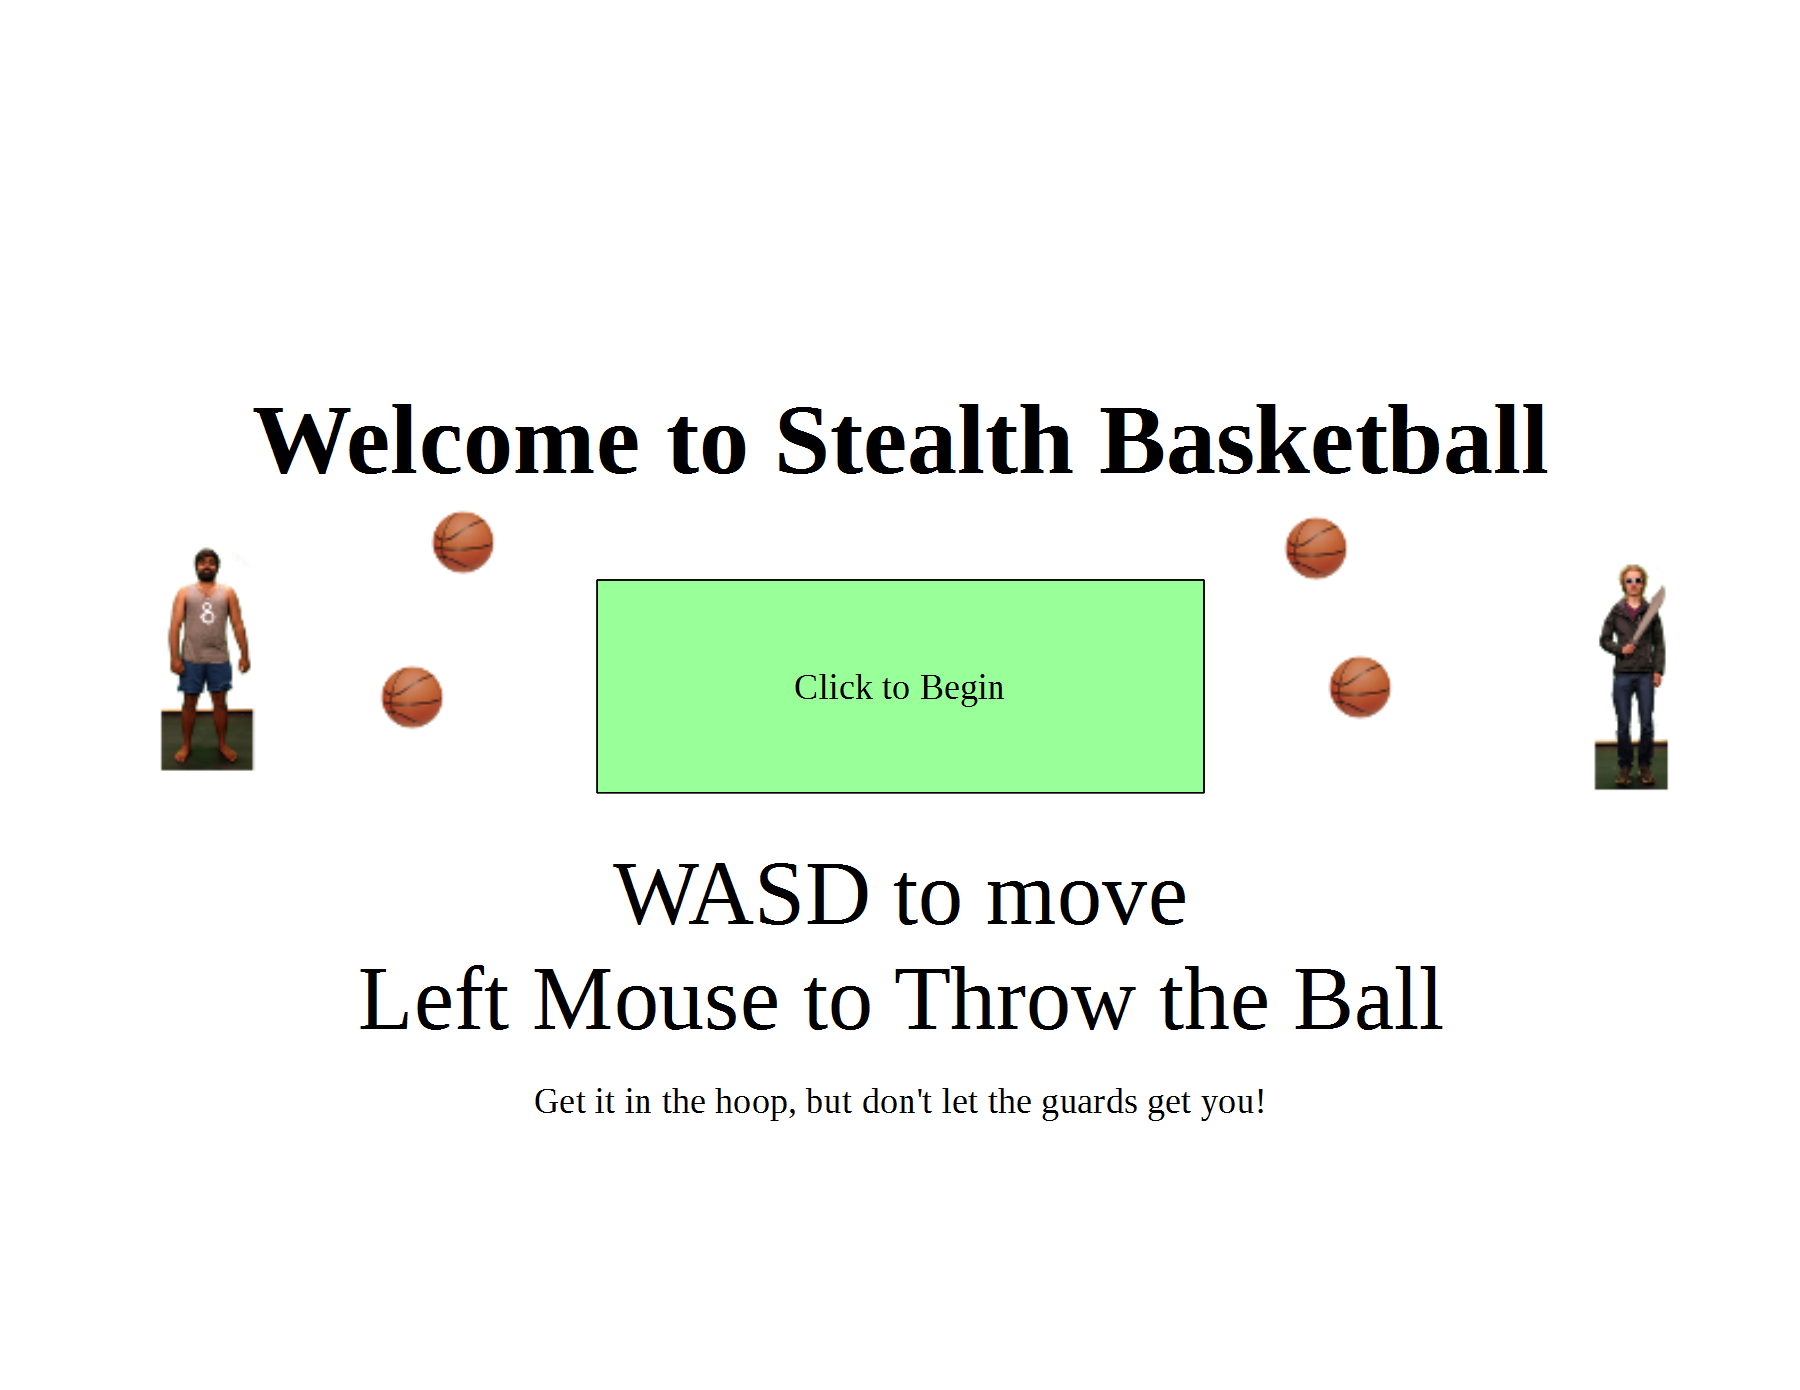 Welcome to Stealth Basketball
8
Click to Begin
WASD to move
Left Mouse to Throw the Ball
Get it in the hoop, but don't let the guards get you!